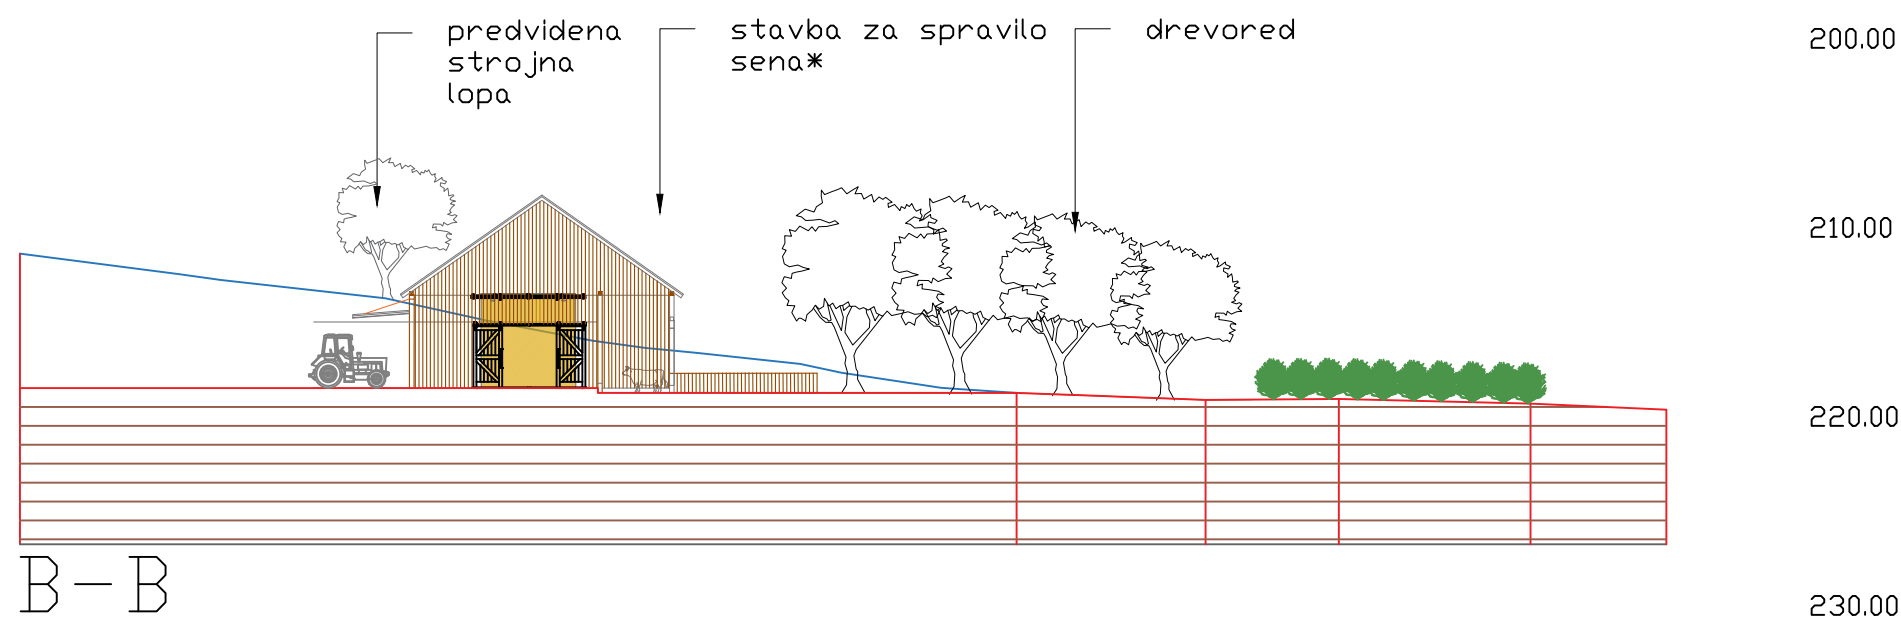 predvidena
strojna
lopa
stavba za spravilo
sena*
drevored
200.00
210.00
220.00
230.00
B-B